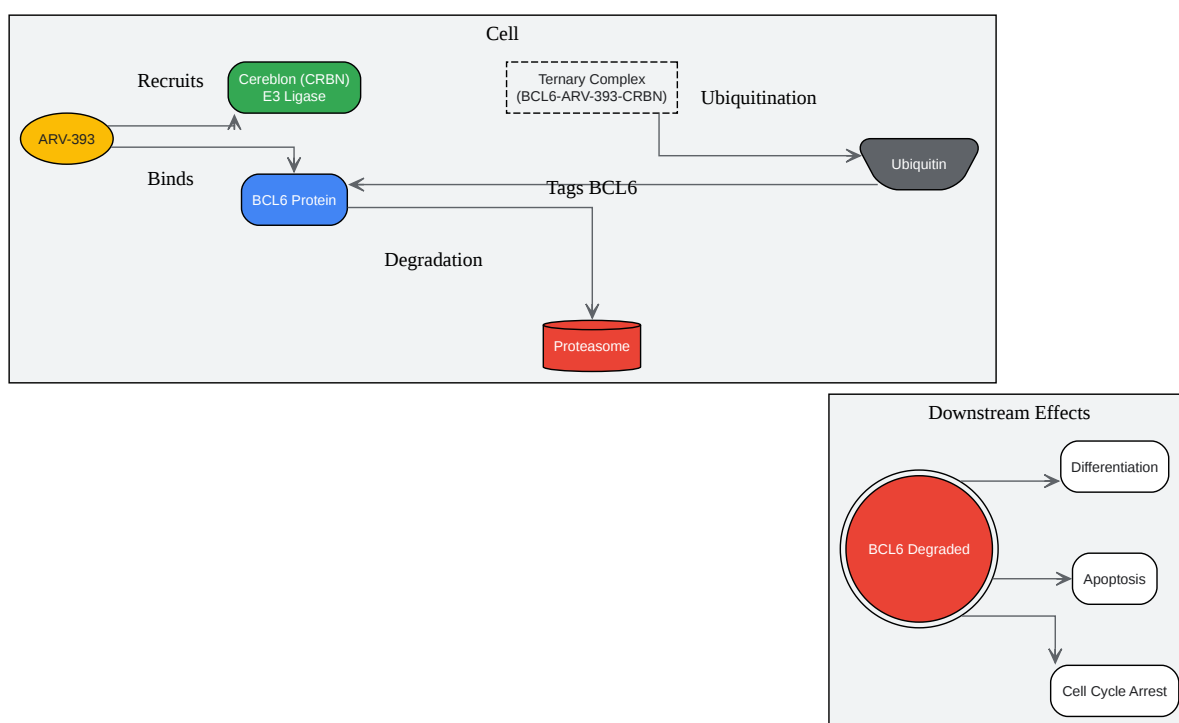 Cell
Recruits
Cereblon (CRBN)
E3 Ligase
Ternary Complex
(BCL6-ARV-393-CRBN)
Ubiquitination
ARV-393
Ubiquitin
Binds
BCL6 Protein
Tags BCL6
Degradation
Proteasome
Downstream Effects
Differentiation
BCL6 Degraded
Apoptosis
Cell Cycle Arrest